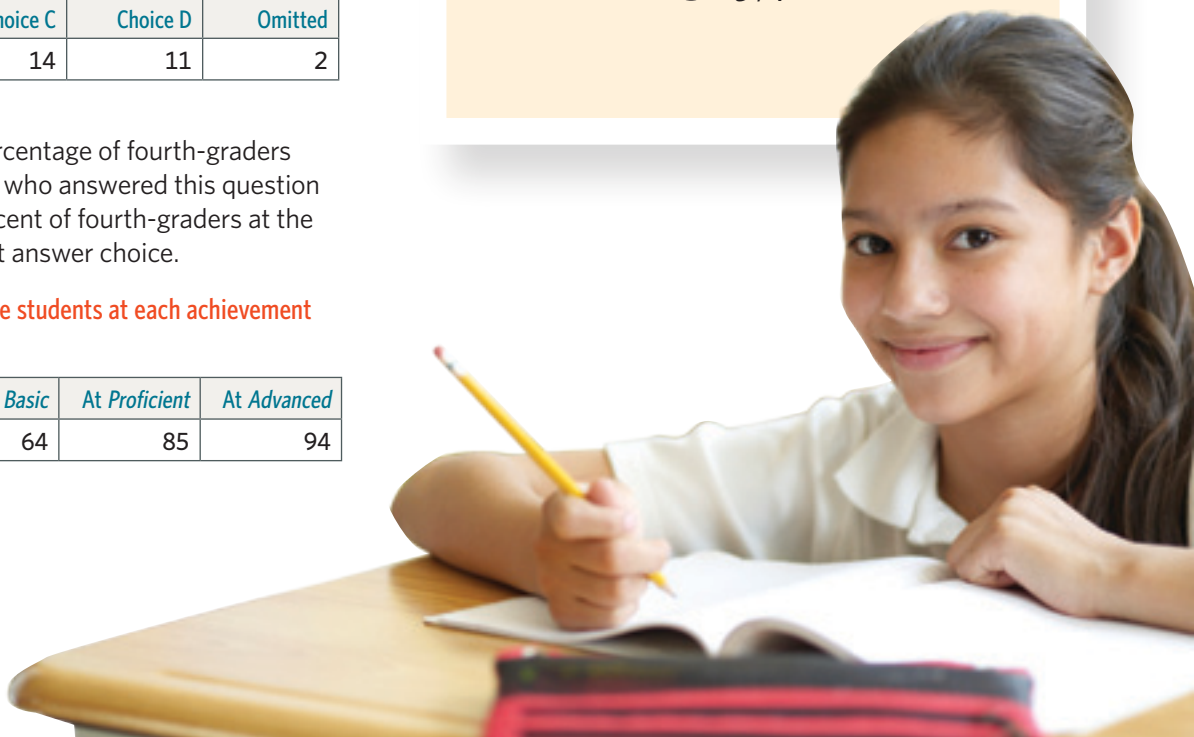 hoice C Choice D Omitted
14 11 2
rcentage of fourth-graders
who answered this question
cent of fourth-graders at the
t answer choice.
e students at each achievement
Basic At Proficient At Advanced
64 85 94